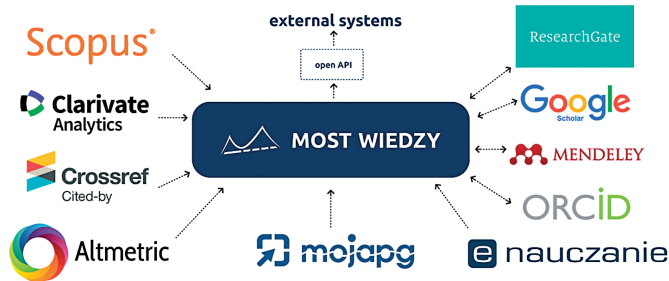 external systems
Scopus®
ResearchGate
open API
Clarivate
Analytics
Google
Scholar
MOST WIEDZY
Crossref
Cited-by
MENDELEY
ORCID
Altmetric
mojapg
e nauczanie